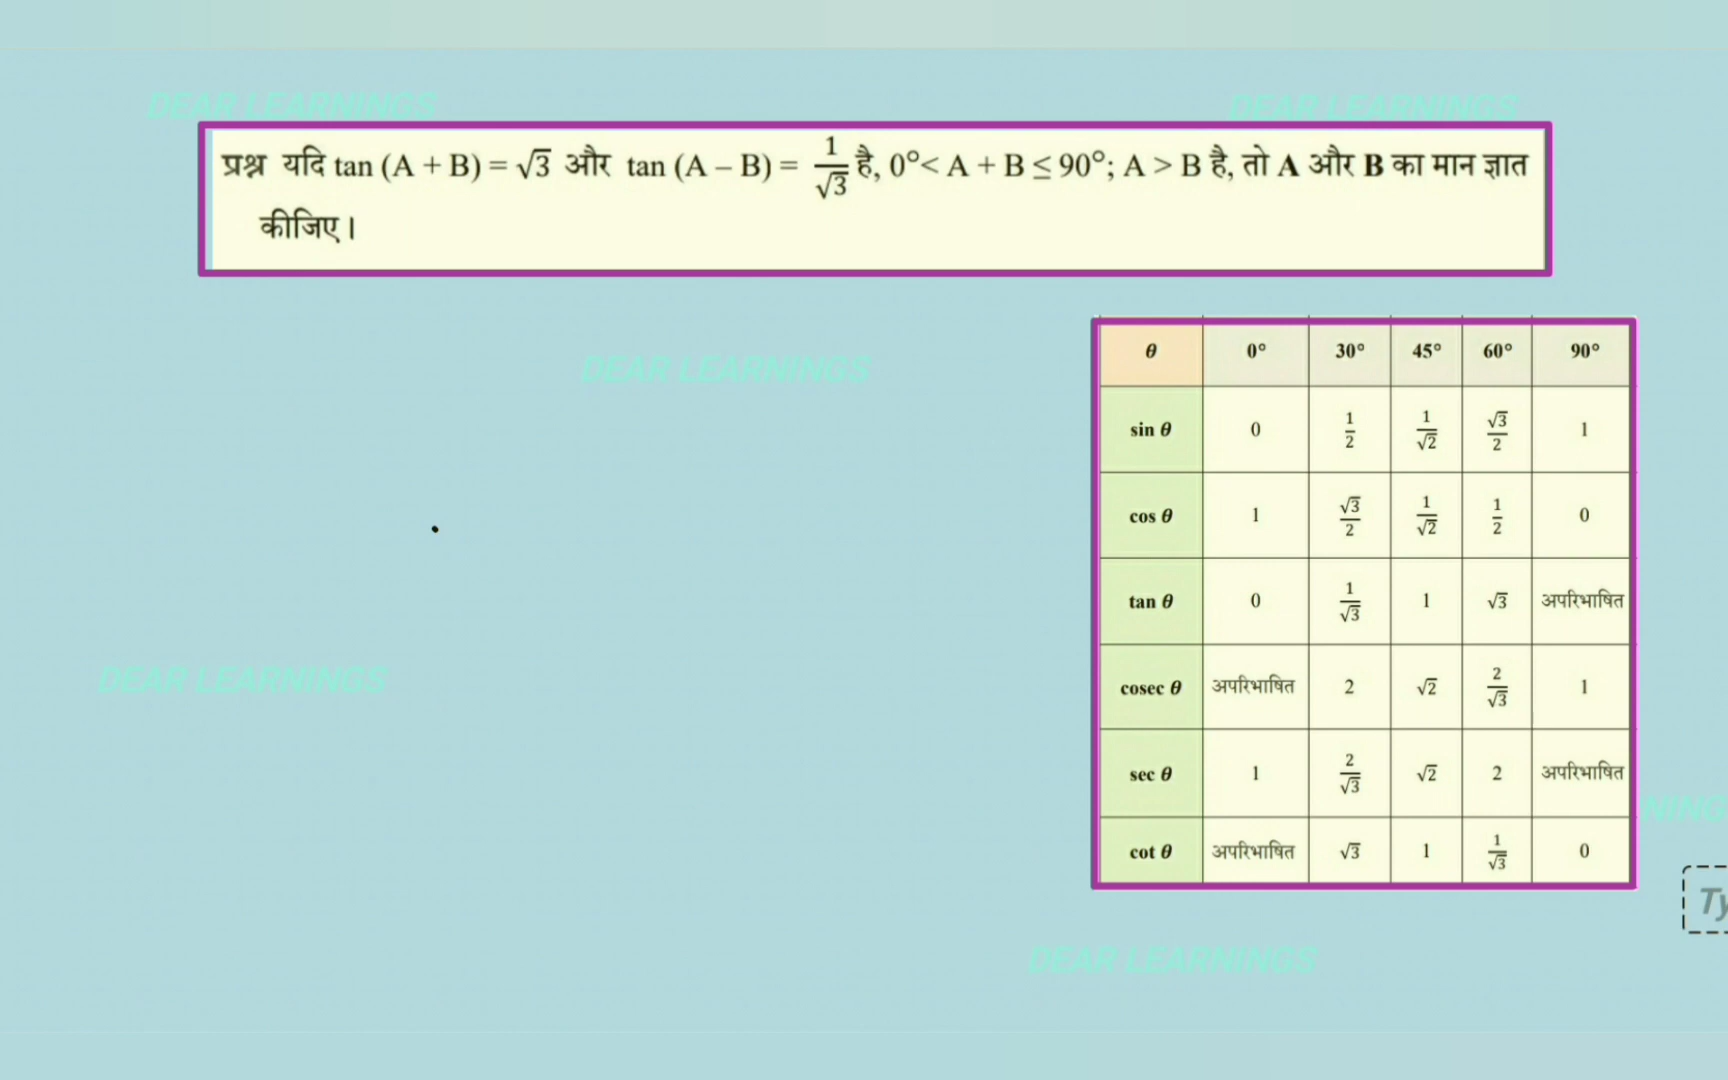 DEAR LEARNINGS
DEAR LEARNINGS
प्रश्न यदि tan (A + B) = √3 और tan (A – B) = 1/√3 है, 0°< A + B ≤ 90°; A > B है, तो A और B का मान ज्ञात
कीजिए।
DEAR LEARNINGS
θ 0° 30° 45° 60° 90°
sin θ 0 1/2 1/√2 √3/2 1
cos θ 1 √3/2 1/√2 1/2 0
tan θ 0 1/√3 1 √3 अपरिभाषित
cosec θ अपरिभाषित 2 √2 2/√3 1
sec θ 1 2/√3 √2 2 अपरिभाषित
cot θ अपरिभाषित √3 1 1/√3 0
DEAR LEARNINGS
NING
Ty
DEAR LEARNINGS